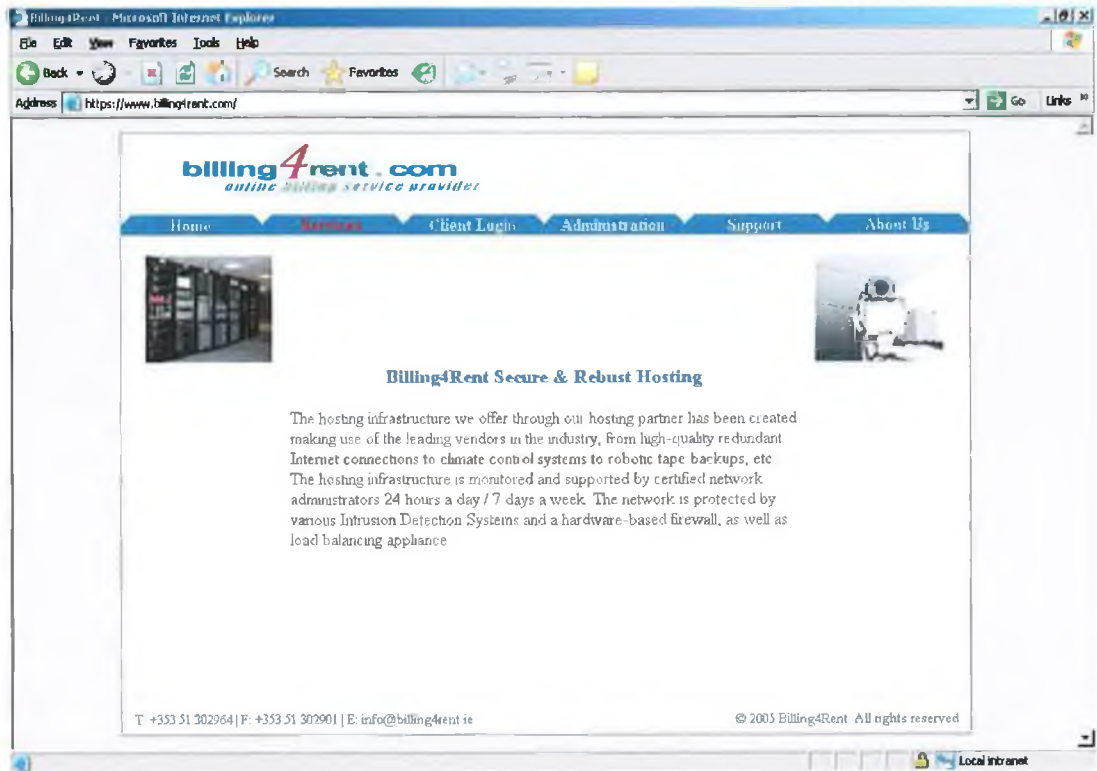 Billing4Rent - Microsoft Internet Explorer
File Edit View Favorites Tools Help
Back Search Favorites
Address https://www.billing4rent.com/ Go Links »
billing4rent.com
online billing service provider
Home Services Client Login Administration Support About Us
Billing4Rent Secure & Rebust Hosting
The hosting infrastructure we offer through our hosting partner has been created
making use of the leading vendors in the industry, from high-quality redundant
Internet connections to climate control systems to robotic tape backups, etc
The hosting infrastructure is monitored and supported by certified network
administrators 24 hours a day / 7 days a week. The network is protected by
various Intrusion Detection Systems and a hardware-based firewall, as well as
load balancing appliance
T +353 51 302964 | F: +353 51 302901 | E: info@billing4rent ie
© 2005 Billing4Rent All rights reserved
Local intranet